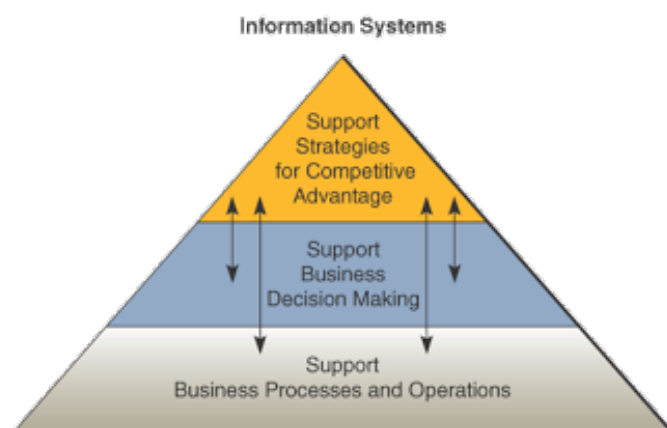 Information Systems
Support
Strategies
for Competitive
Advantage
Support
Business
Decision Making
Support
Business Processes and Operations